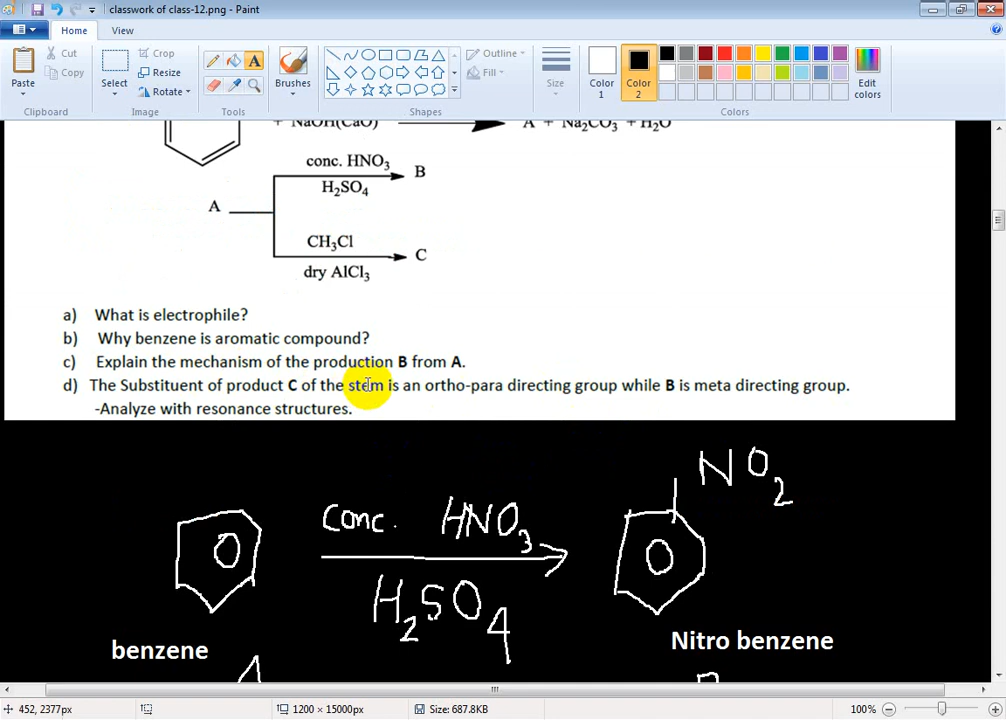 classwork of class-12.png - Paint
Home View
Paste
Cut
Copy
Clipboard
Select
Crop
Resize
Rotate
Image
Tools
Brushes
Shapes
Outline
Fill
Size
Color 1
Color 2
Edit colors
Colors
+ NaOH(CaO) A + Na2CO3 + H2O
conc. HNO3
B
H2SO4
A
CH3Cl
C
dry AlCl3
a) What is electrophile?
b) Why benzene is aromatic compound?
c) Explain the mechanism of the production B from A.
d) The Substituent of product C of the stem is an ortho-para directing group while B is meta directing group.
-Analyze with resonance structures.
NO2
Conc. HNO3
H2SO4
benzene
Nitro benzene
A
452, 2377px
1200 × 15000px
Size: 687.8KB
100%